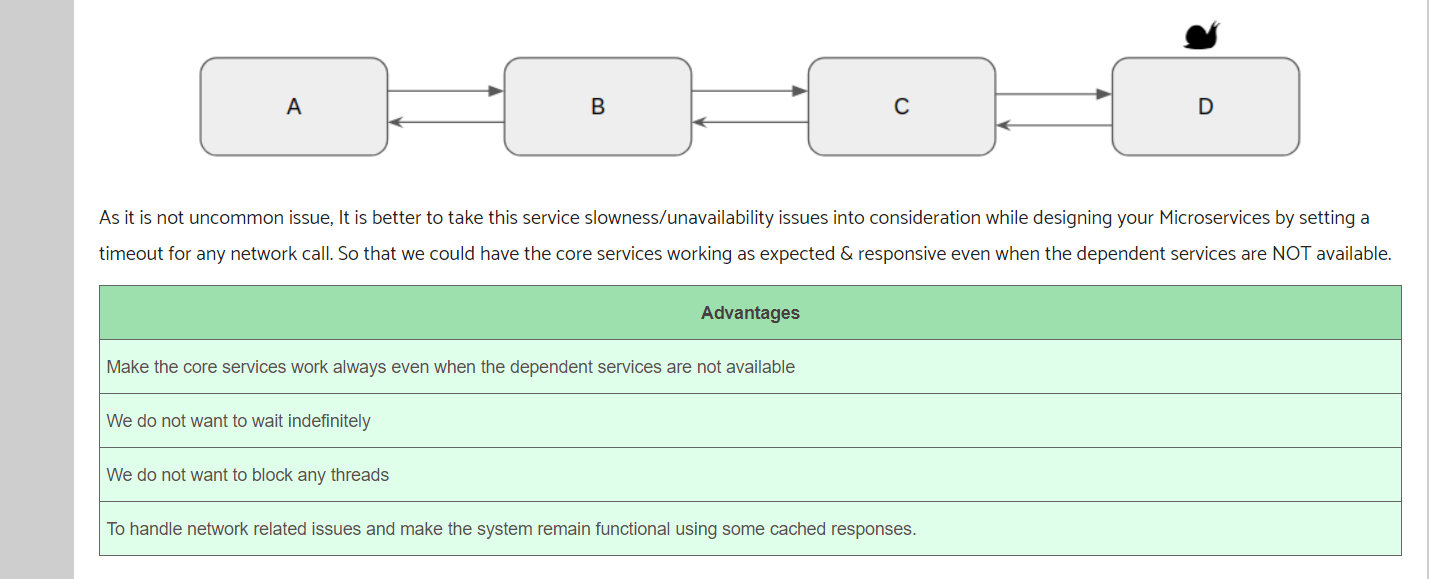 A B C D
As it is not uncommon issue, It is better to take this service slowness/unavailability issues into consideration while designing your Microservices by setting a
timeout for any network call. So that we could have the core services working as expected & responsive even when the dependent services are NOT available.
Advantages
Make the core services work always even when the dependent services are not available
We do not want to wait indefinitely
We do not want to block any threads
To handle network related issues and make the system remain functional using some cached responses.